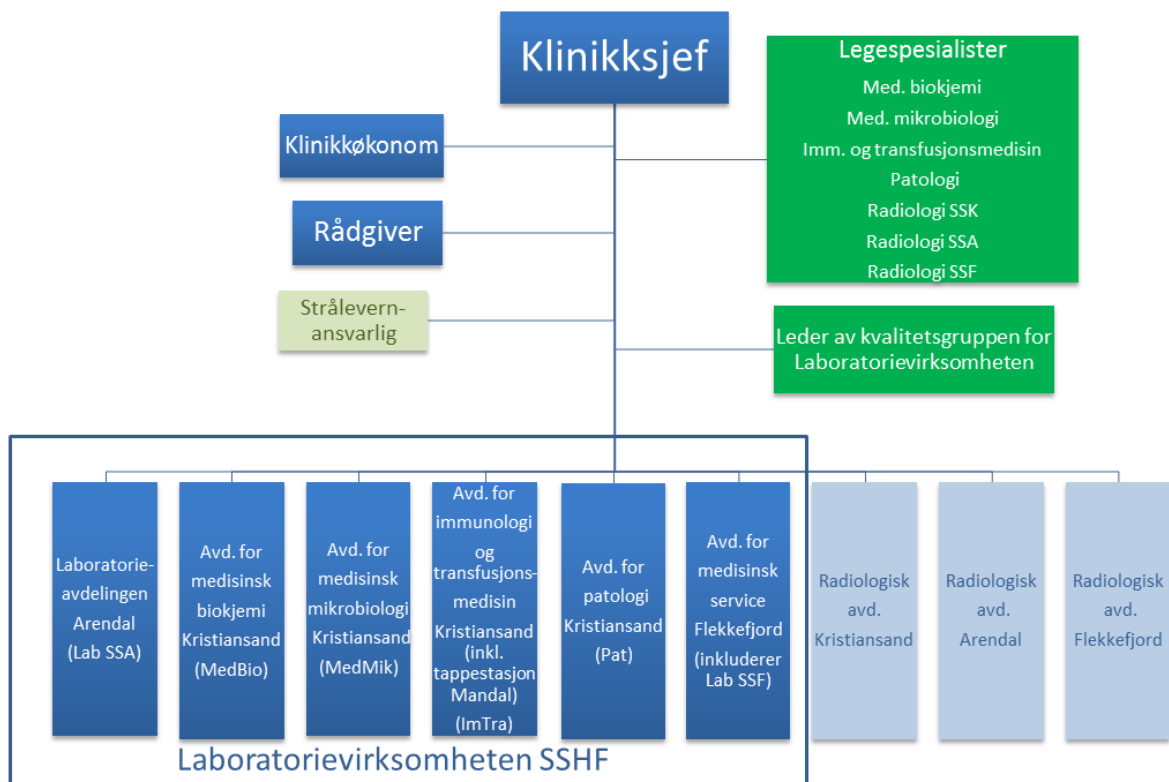 Klinikksjef
Legespesialister
Med. biokjemi
Med. mikrobiologi
Imm. og transfusjonsmedisin
Patologi
Radiologi SSK
Radiologi SSA
Radiologi SSF
Klinikkøkonom
Rådgiver
Strålevern-
ansvarlig
Leder av kvalitetsgruppen for
Laboratorievirksomheten
Laboratorie-
avdelingen
Arendal
(Lab SSA)
Avd. for
medisinsk
biokjemi
Kristiansand
(MedBio)
Avd. for
medisinsk
mikrobiologi
Kristiansand
(MedMik)
Avd. for
immunologi
og
transfusjons-
medisin
Kristiansand
(inkl.
tappestasjon
Mandal)
(ImTra)
Avd. for
patologi
Kristiansand
(Pat)
Avd. for
medisinsk
service
Flekkefjord
(inkluderer
Lab SSF)
Radiologisk
avd.
Kristiansand
Radiologisk
avd.
Arendal
Radiologisk
avd.
Flekkefjord
Laboratorievirksomheten SSHF